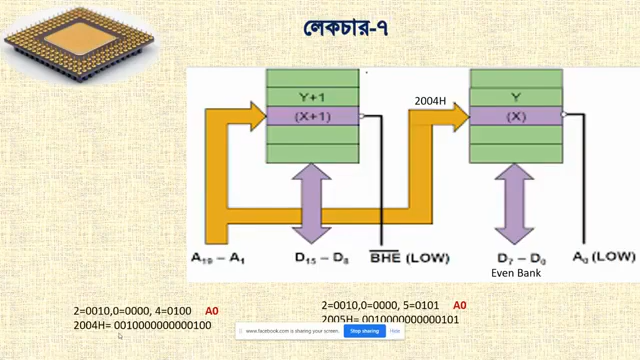 লেকচার-৭
2004H
Y+1
Y
(X+1)
(X)
A19 – A1
D15 – D8
BHE (LOW)
D7 – D0
A0 (LOW)
Even Bank
2=0010,0=0000, 4=0100 A0
2004H= 0010000000000100
2=0010,0=0000, 5=0101 A0
2005H= 0010000000000101
www.facebook.com is sharing your screen. Stop sharing Hide